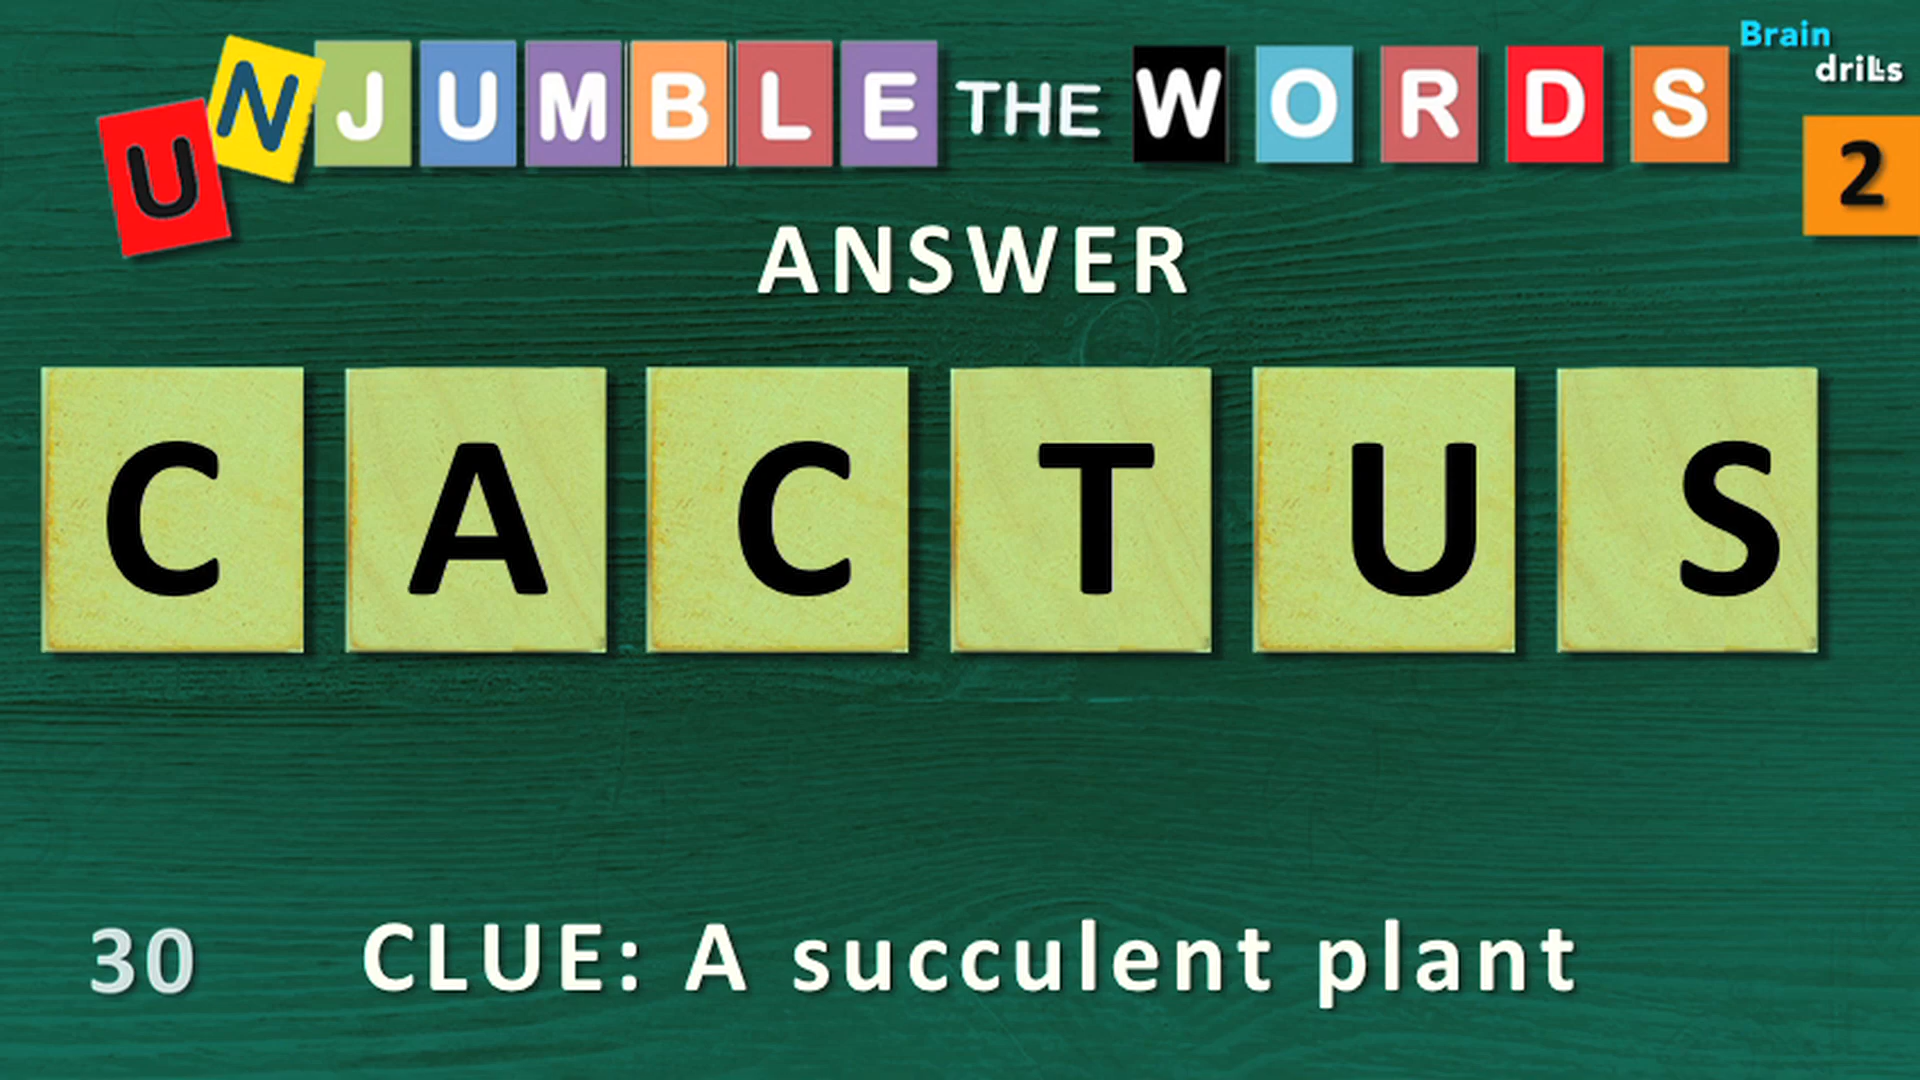 UNJUMBLE THE WORDS
Brain
drills
2
ANSWER
CACTUS
30
CLUE: A succulent plant